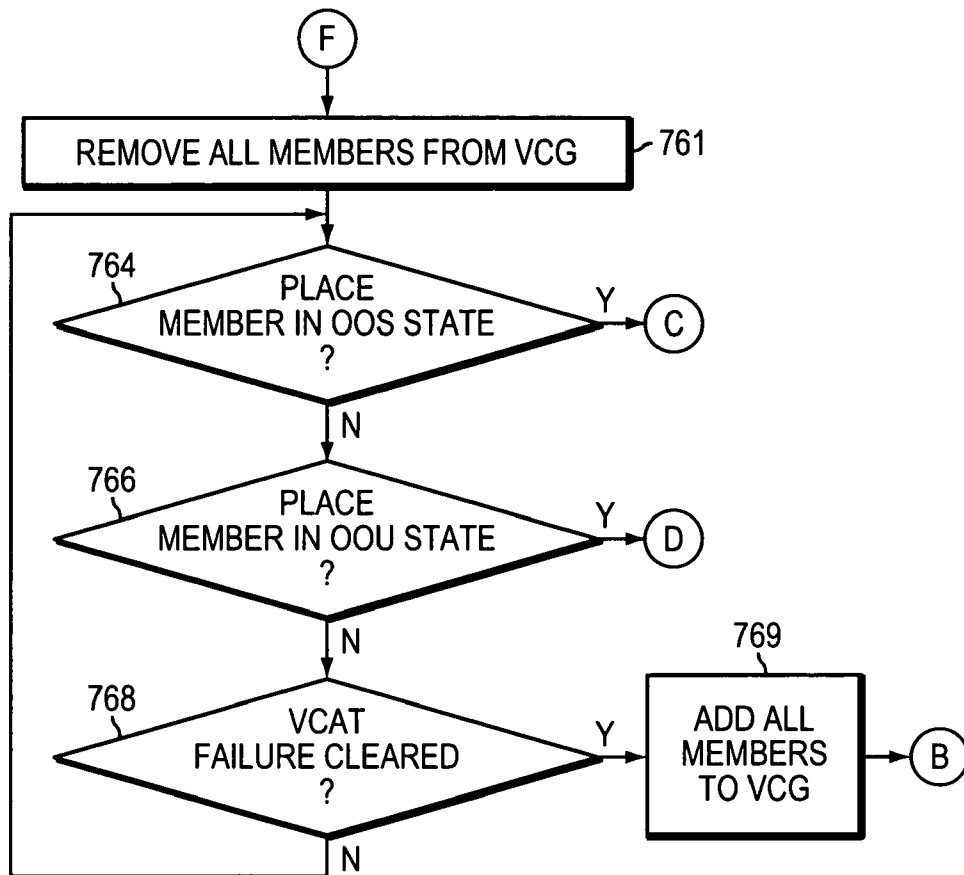 F
REMOVE ALL MEMBERS FROM VCG
761
764
PLACE
MEMBER IN OOS STATE
?
Y
C
N
766
PLACE
MEMBER IN OOU STATE
?
Y
D
N
768
VCAT
FAILURE CLEARED
?
Y
769
ADD ALL
MEMBERS
TO VCG
B
N